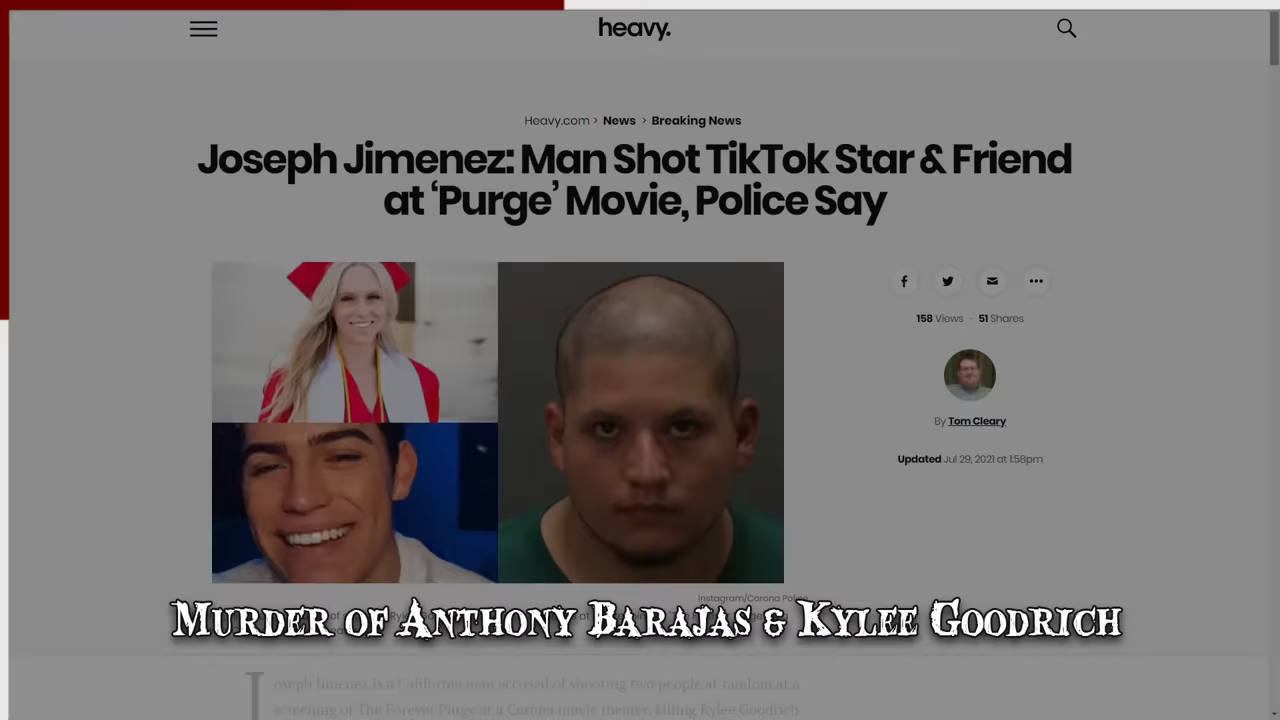 heavy.
Heavy.com > News > Breaking News
Joseph Jimenez: Man Shot TikTok Star & Friend
at ‘Purge’ Movie, Police Say
158 Views · 51 Shares
By Tom Cleary
Updated Jul 29, 2021 at 1:58pm
Instagram/Corona Police
Murder of Anthony Barajas & Kylee Goodrich
Joseph Jimenez is a California man accused of shooting two people at random at a
screening of The Forever Purge at a Corona movie theater, killing Rylee Goodrich